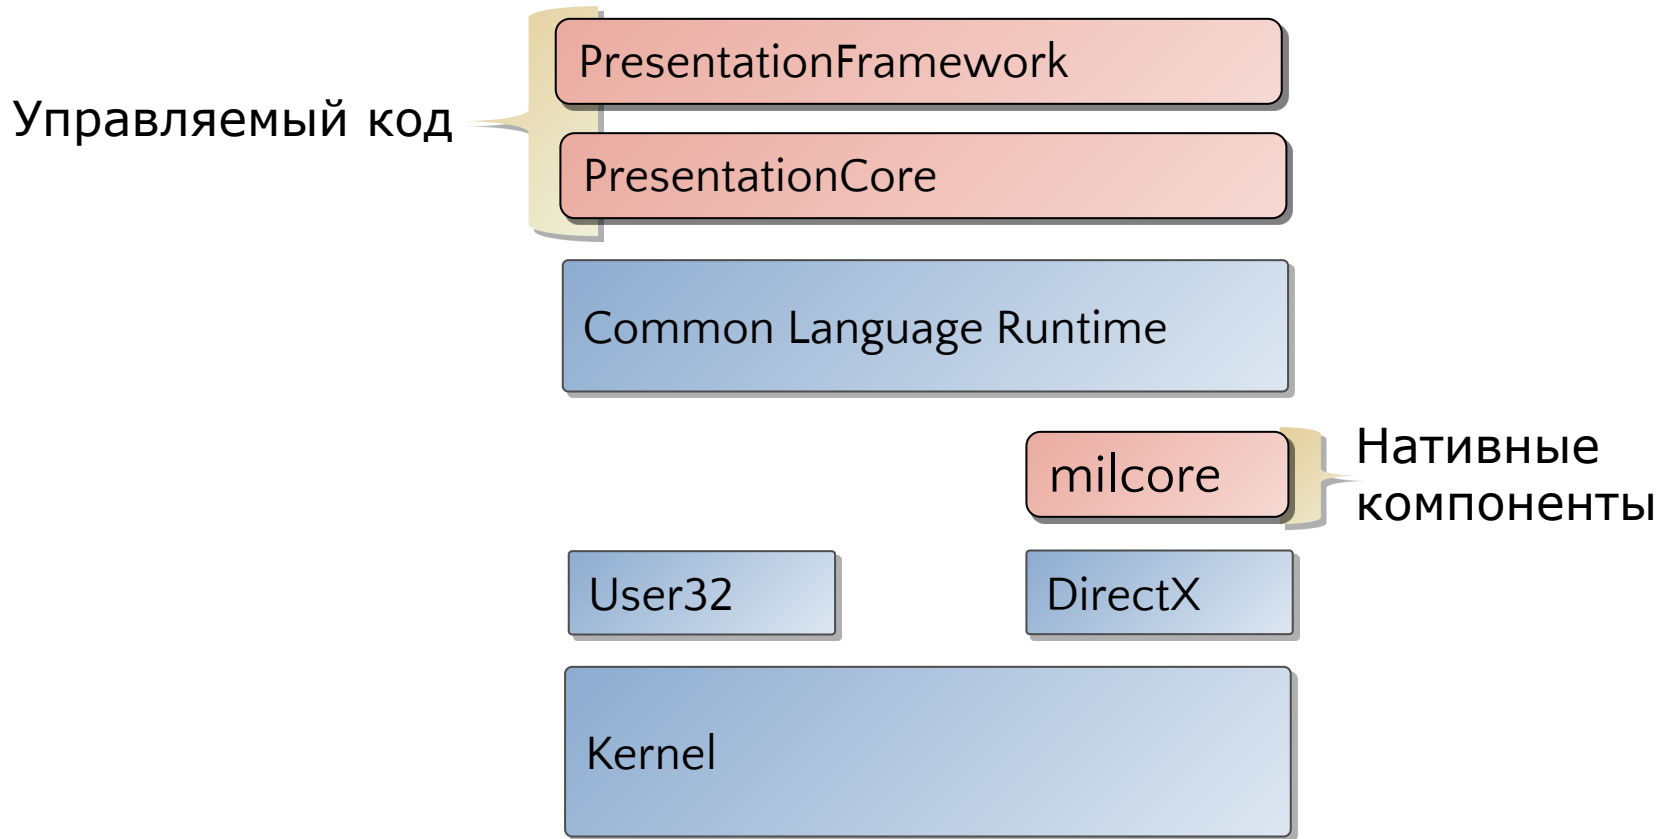 PresentationFramework
Управляемый код
PresentationCore
Common Language Runtime
milcore
Нативные
компоненты
User32
DirectX
Kernel